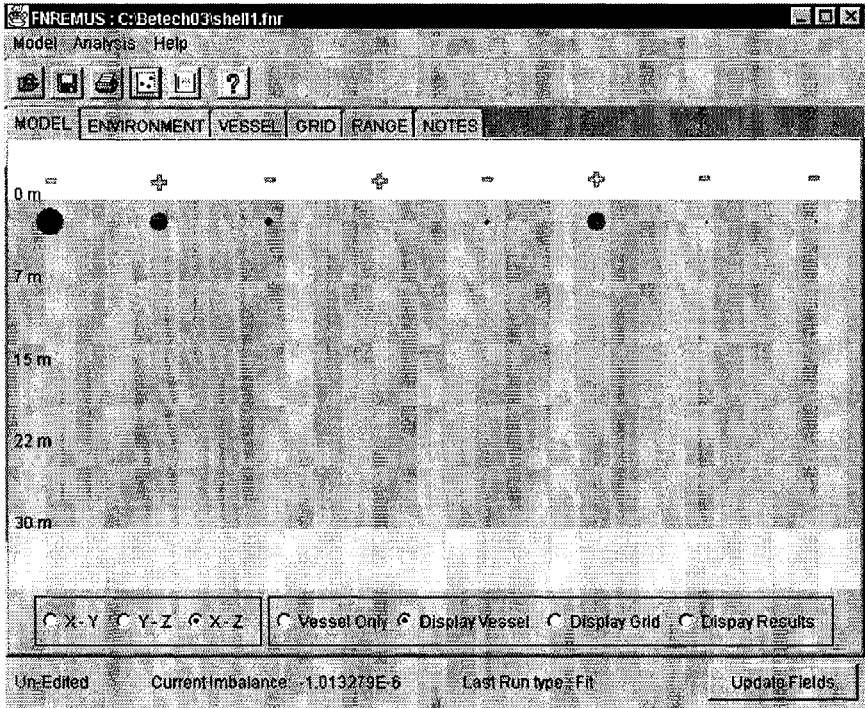 FNREMUS : C:\Betech03\shell1.fnr
Model Analysis Help
?
MODEL ENVIRONMENT VESSEL GRID RANGE NOTES
- + - + - + - -
0 m
7 m
15 m
22 m
30 m
X - Y Y - Z X - Z Vessel Only Display Vessel Display Grid Dispay Results
Un-Edited Current Imbalance: -1.013279E-6 Last Run type=Fit Update Fields